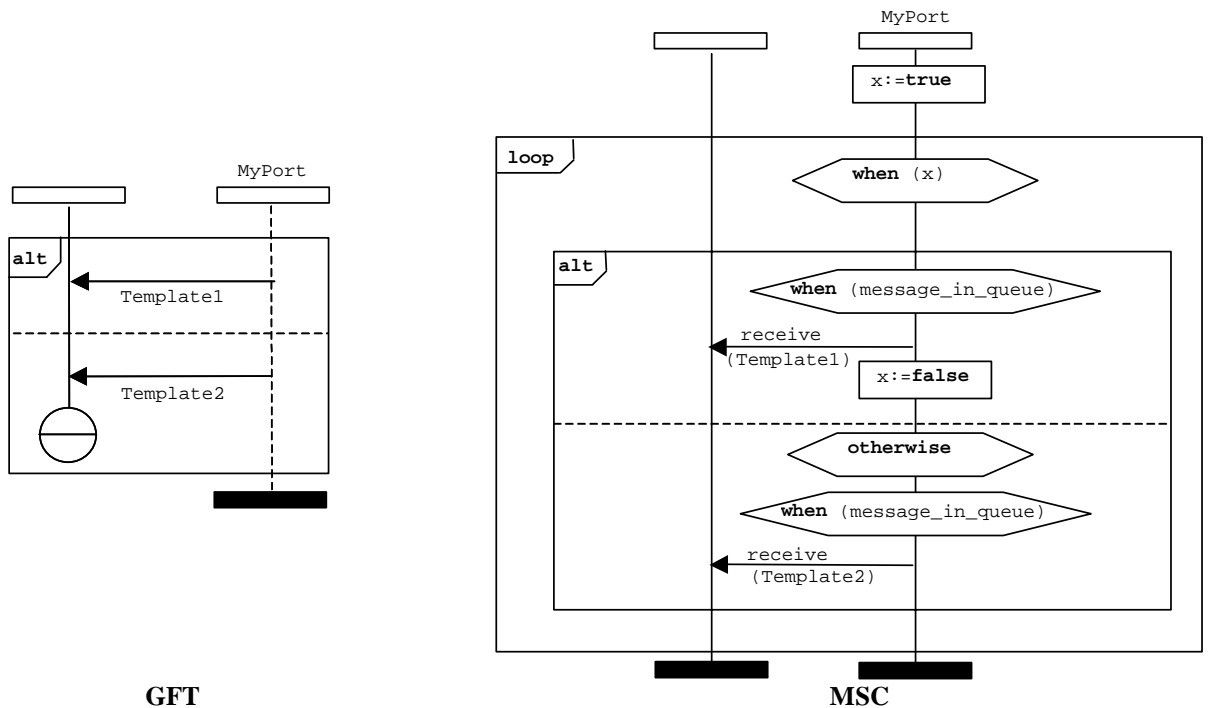 MyPort
alt
Template1
Template2
GFT
MyPort
x:=true
loop
when (x)
alt
when (message_in_queue)
receive
(Template1)
x:=false
otherwise
when (message_in_queue)
receive
(Template2)
MSC